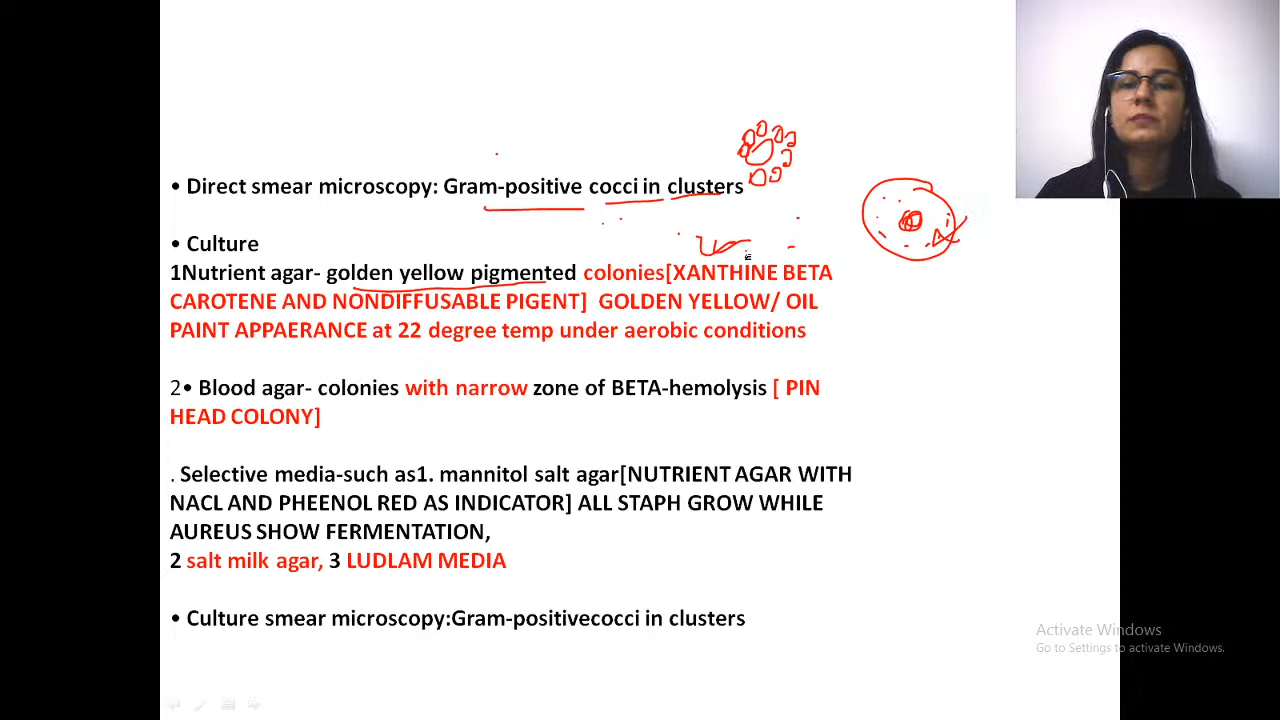 • Direct smear microscopy: Gram-positive cocci in clusters
• Culture
1Nutrient agar- golden yellow pigmented colonies[XANTHINE BETA
CAROTENE AND NONDIFFUSABLE PIGENT] GOLDEN YELLOW/ OIL
PAINT APPAERANCE at 22 degree temp under aerobic conditions
2• Blood agar- colonies with narrow zone of BETA-hemolysis [ PIN
HEAD COLONY]
. Selective media-such as1. mannitol salt agar[NUTRIENT AGAR WITH
NACL AND PHEENOL RED AS INDICATOR] ALL STAPH GROW WHILE
AUREUS SHOW FERMENTATION,
2 salt milk agar, 3 LUDLAM MEDIA
• Culture smear microscopy:Gram-positivecocci in clusters
Activate Windows
Go to Settings to activate Windows.